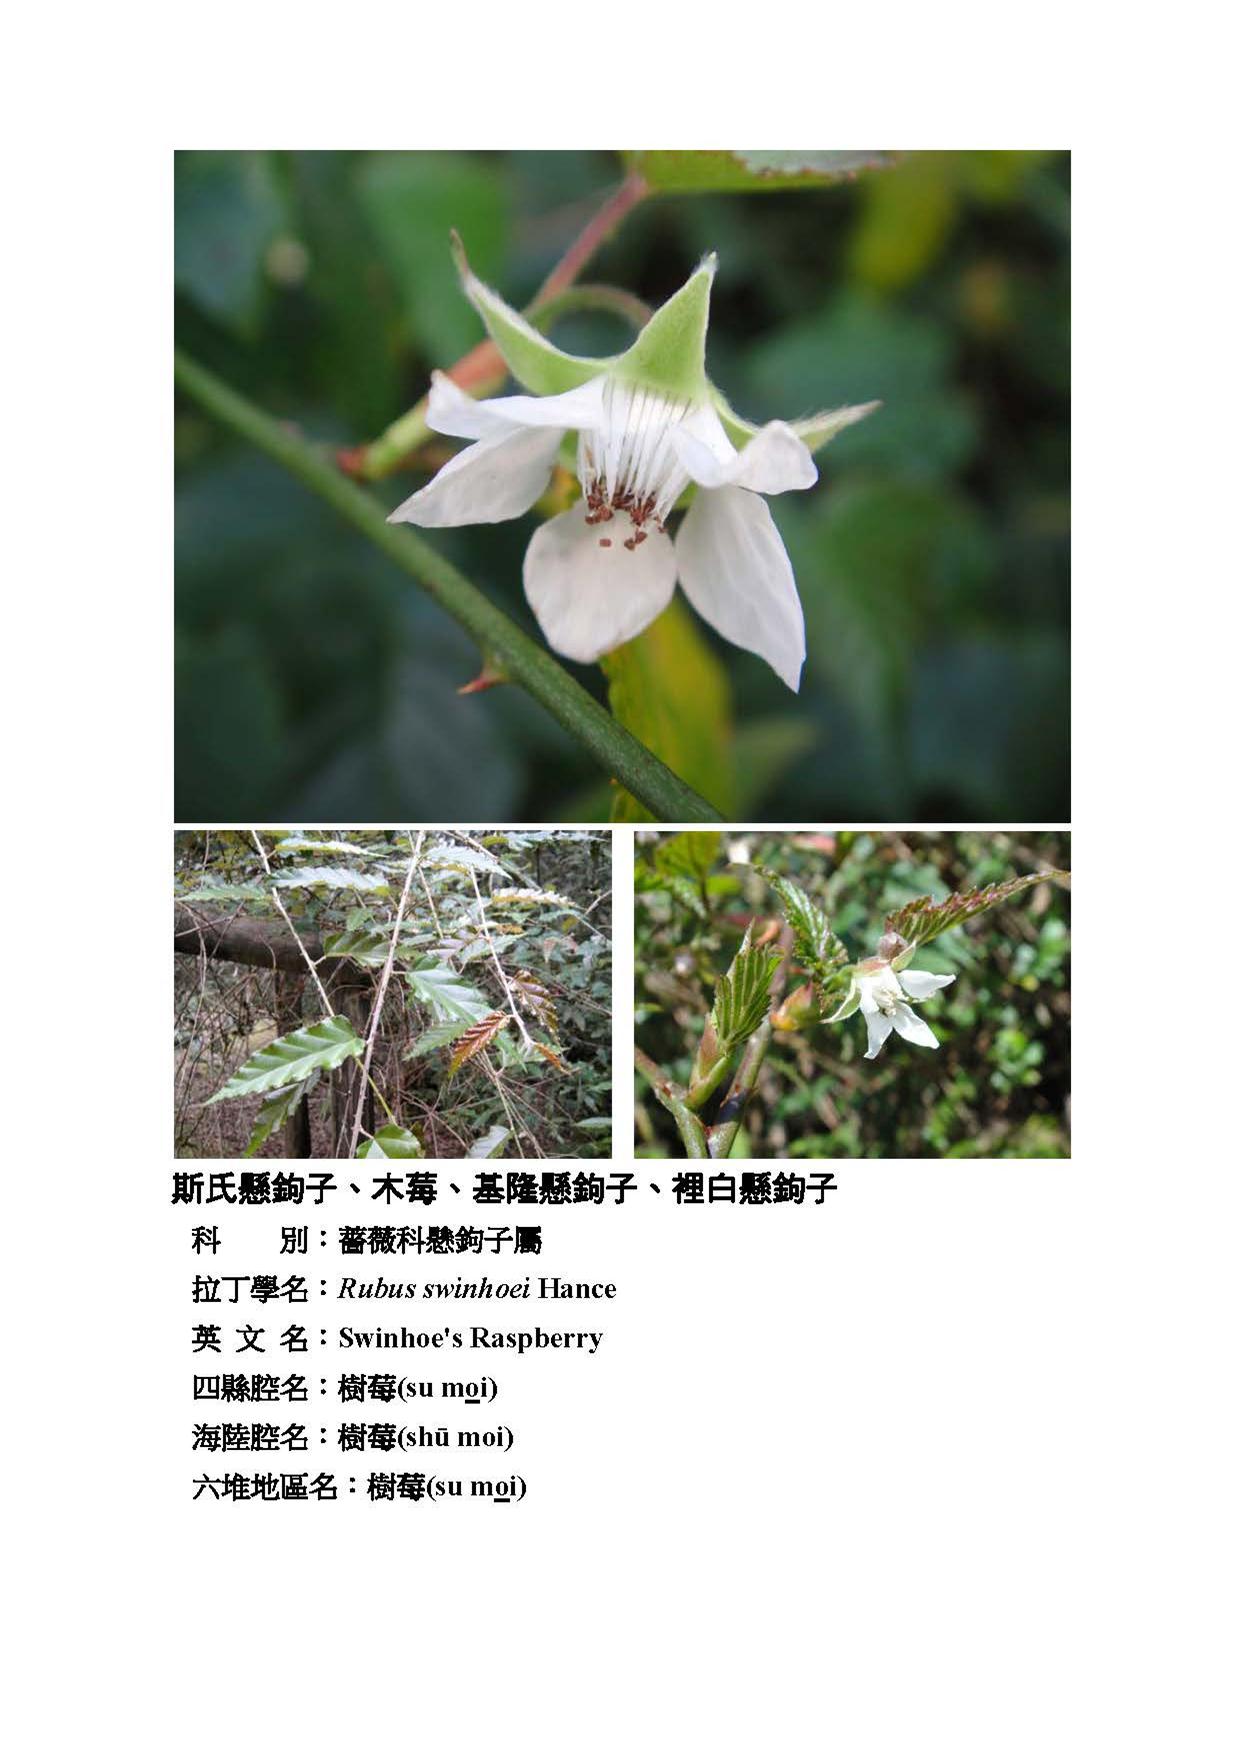 斯氏懸鉤子、木莓、基隆懸鉤子、裡白懸鉤子
科　　別：薔薇科懸鉤子屬
拉丁學名：Rubus swinhoei Hance
英 文 名：Swinhoe's Raspberry
四縣腔名：樹莓(su mo̲i)
海陸腔名：樹莓(shū moi)
六堆地區名：樹莓(su mo̲i)